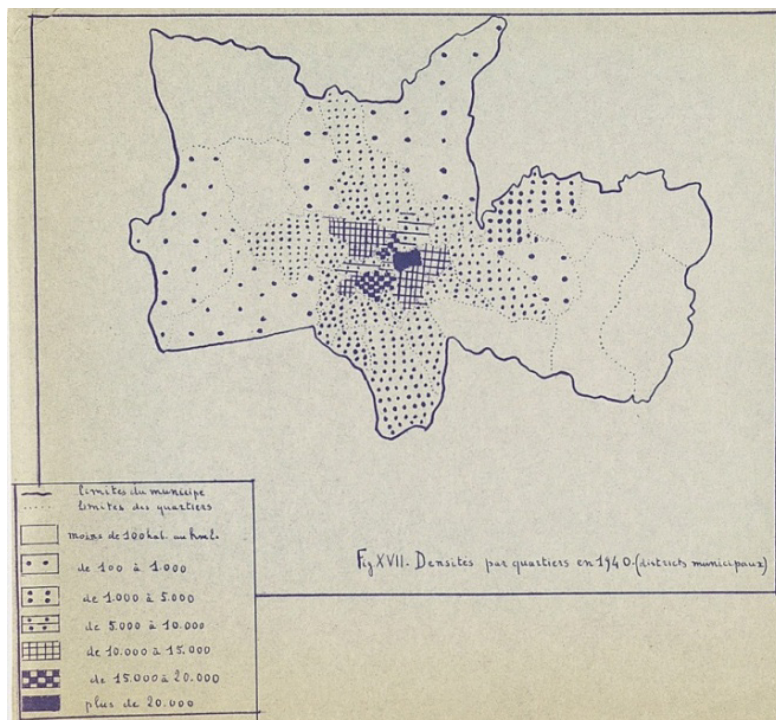 Fig XVII. Densités par quartiers en 1940. (districts municipaux)
limites du municipe
limites des quartiers
moins de 100 hab. au km2.
de 100 à 1.000
de 1.000 à 5.000
de 5.000 à 10.000
de 10.000 à 15.000
de 15.000 à 20.000
plus de 20.000